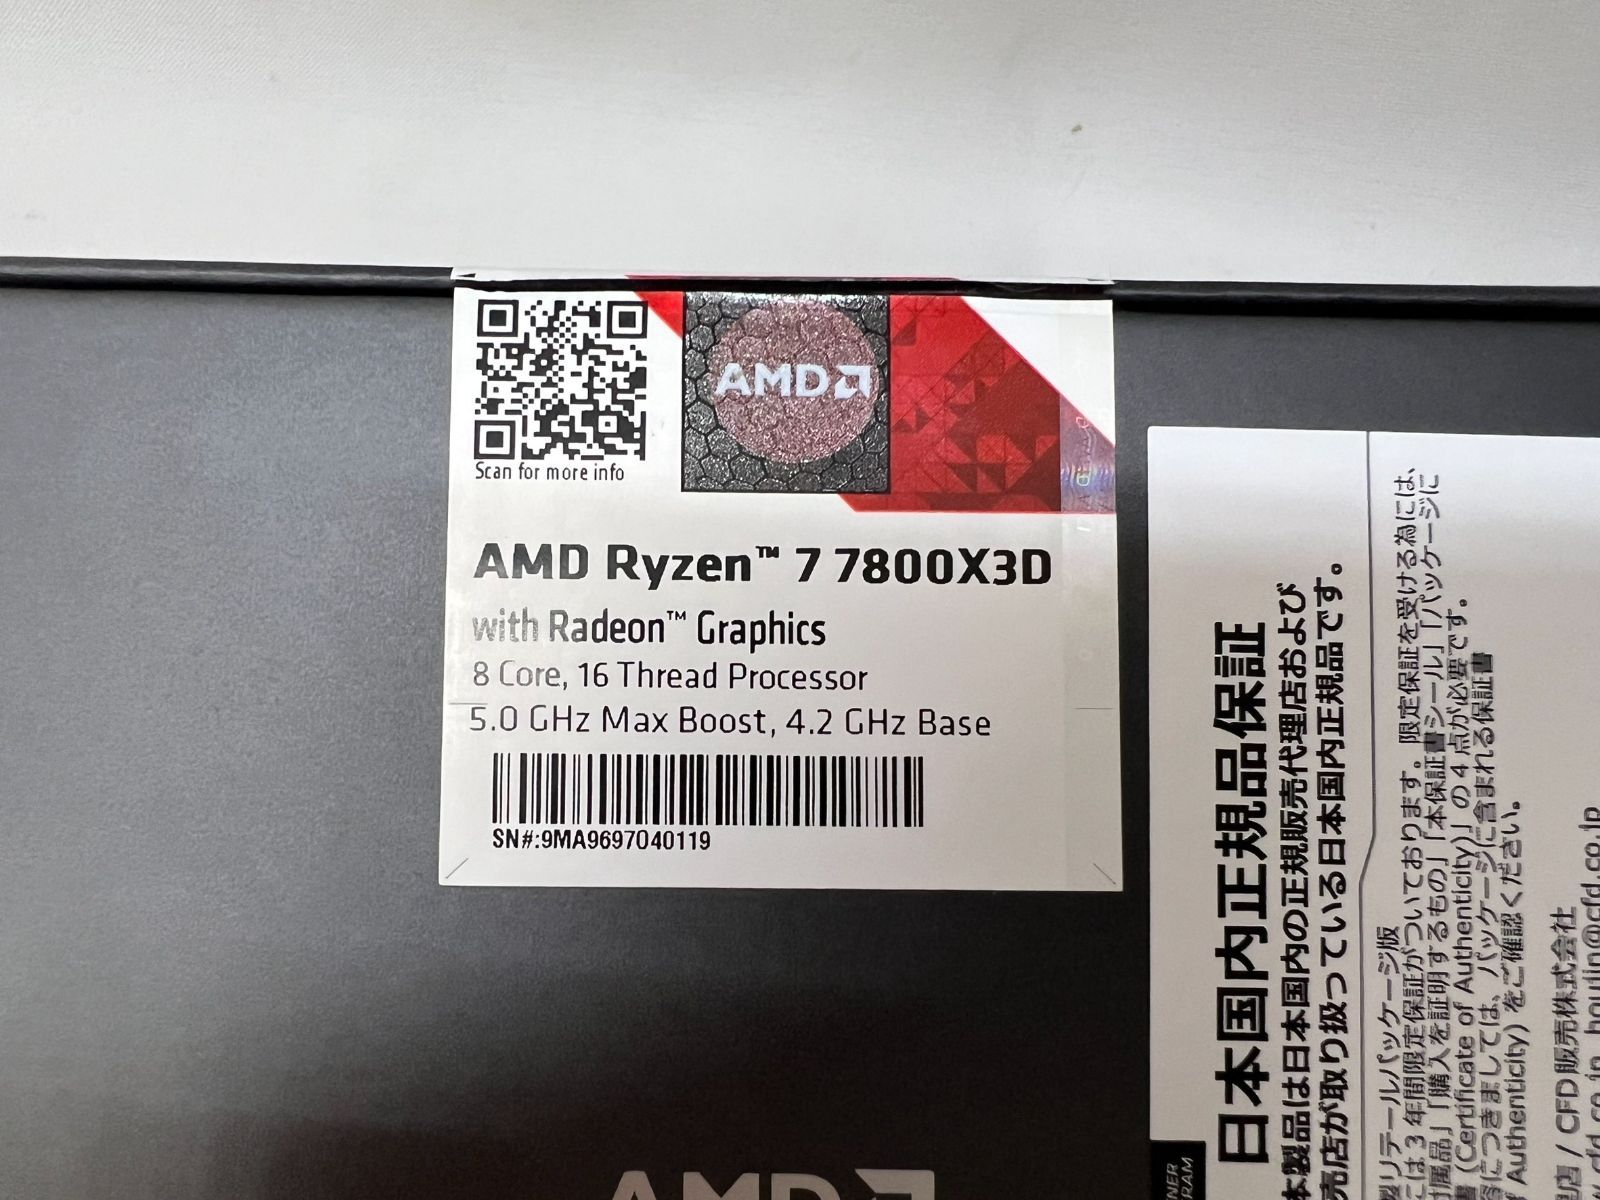 AMD
Scan for more info
AMD Ryzen™ 7 7800X3D
with Radeon™ Graphics
8 Core, 16 Thread Processor
5.0 GHz Max Boost, 4.2 GHz Base
SN#:9MA9697040119
AMD
日本国内正規品保証
本製品は日本国内の正規販売代理店および
売店が取り扱っている日本国内正規品です。
リテールパッケージ版
には3年間限定保証がついております。限定保証を受ける為には、
属品」「購入を証明するもの」「本保証書シール」「パッケージに
(Certificate of Authenticity)」の4点が必要です。
につきましては、パッケージに含まれる保証書
Authenticity) をご確認ください。
店 / CFD販売株式会社